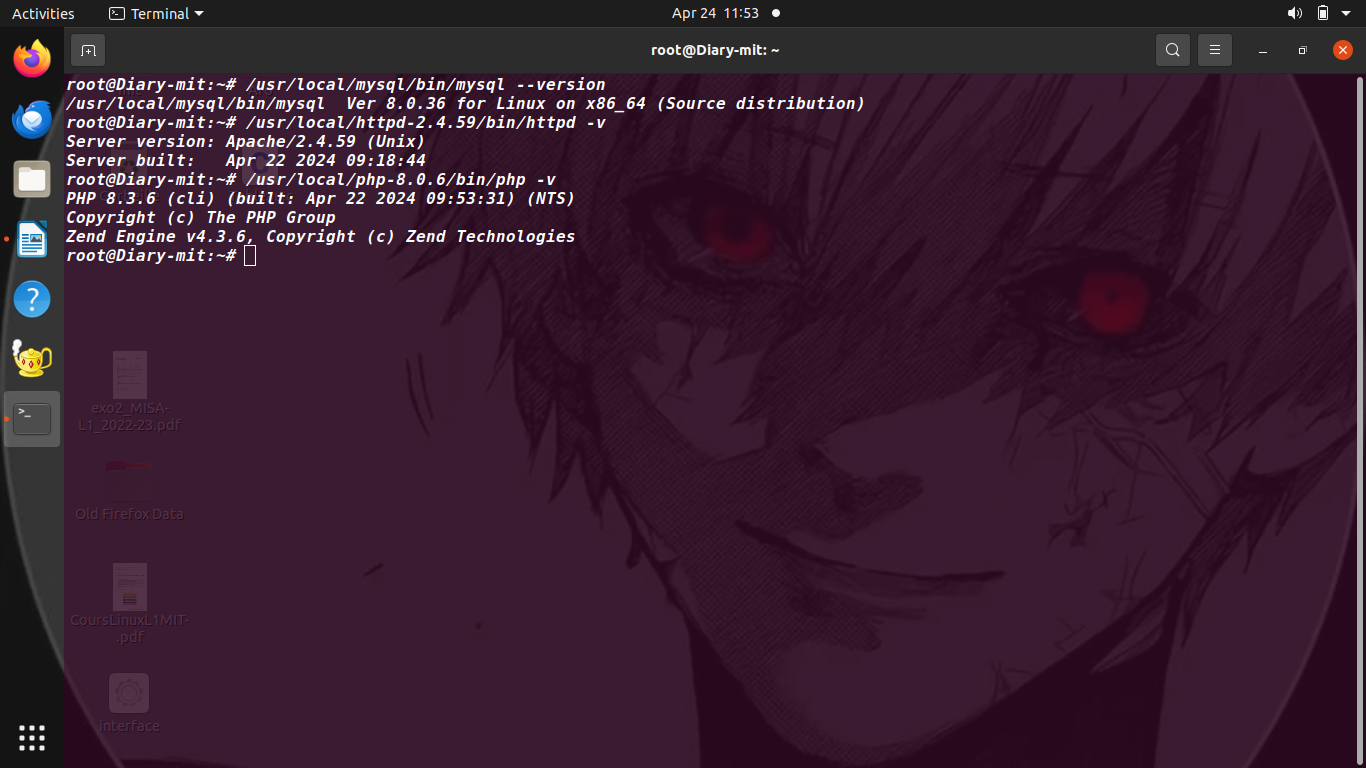 Activities
Terminal
Apr 24 11:53
root@Diary-mit: ~
root@Diary-mit:~# /usr/local/mysql/bin/mysql --version
/usr/local/mysql/bin/mysql  Ver 8.0.36 for Linux on x86_64 (Source distribution)
root@Diary-mit:~# /usr/local/httpd-2.4.59/bin/httpd -v
Server version: Apache/2.4.59 (Unix)
Server built:   Apr 22 2024 09:18:44
root@Diary-mit:~# /usr/local/php-8.0.6/bin/php -v
PHP 8.3.6 (cli) (built: Apr 22 2024 09:53:31) (NTS)
Copyright (c) The PHP Group
Zend Engine v4.3.6, Copyright (c) Zend Technologies
root@Diary-mit:~#
exo2_MISA-
L1_2022-23.pdf
Old Firefox Data
CoursLinuxL1MIT-
.pdf
interface